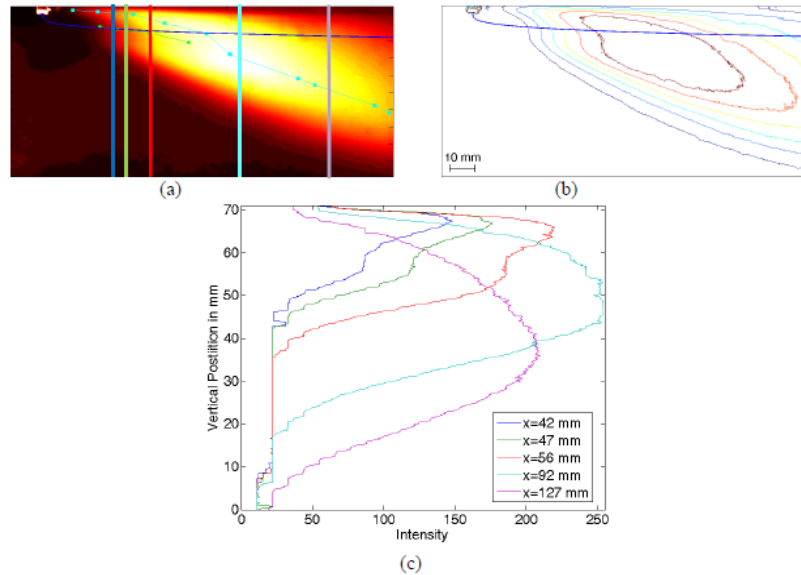 (a)
10 mm
(b)
70
60
50
40
30
20
10
0
Vertical Postiition in mm
0 50 100 150 200 250
Intensity
x=42 mm
x=47 mm
x=56 mm
x=92 mm
x=127 mm
(c)